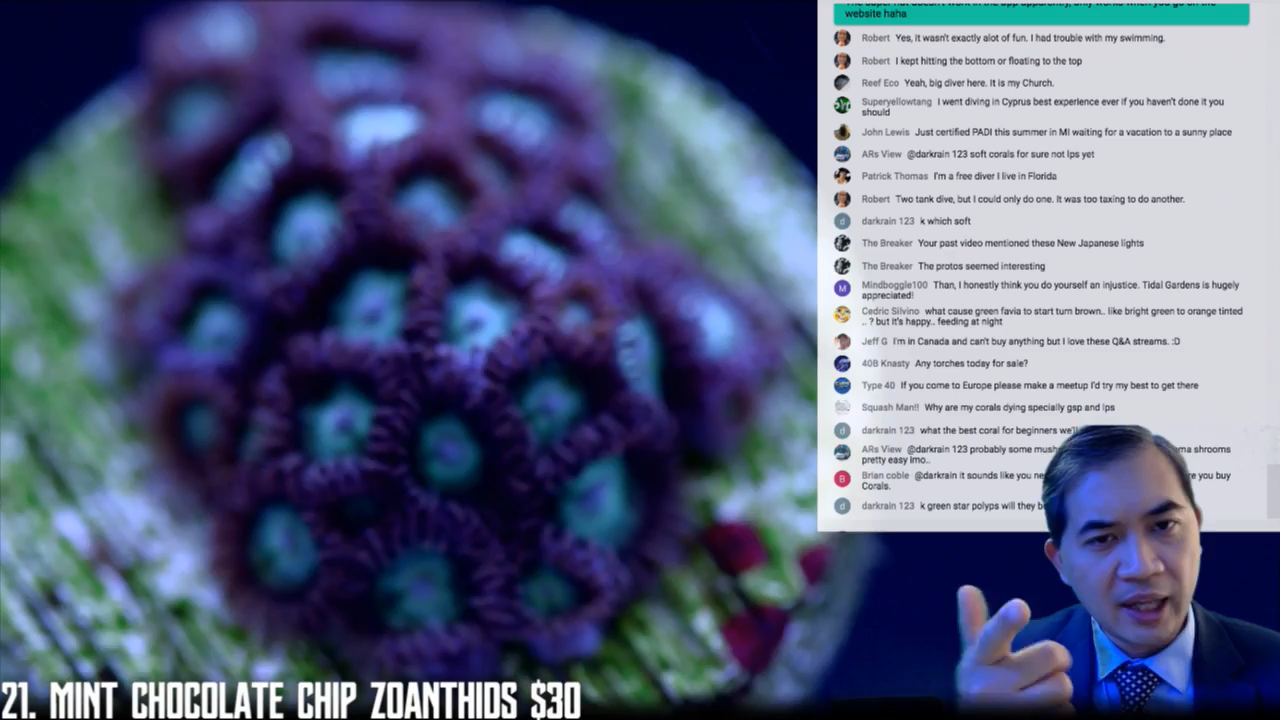 website haha
Robert Yes, it wasn't exactly alot of fun. I had trouble with my swimming.
Robert I kept hitting the bottom or floating to the top
Reef Eco Yeah, big diver here. It is my Church.
Superyellowtang I went diving in Cyprus best experience ever if you haven't done it you
should
John Lewis Just certified PADI this summer in MI waiting for a vacation to a sunny place
ARs View @darkrain 123 soft corals for sure not lps yet
Patrick Thomas I'm a free diver I live in Florida
Robert Two tank dive, but I could only do one. It was too taxing to do another.
d darkrain 123 k which soft
The Breaker Your past video mentioned these New Japanese lights
The Breaker The protos seemed interesting
M Mindboggle100 Than, I honestly think you do yourself an injustice. Tidal Gardens is hugely
appreciated!
Cedric Silvino what cause green favia to start turn brown.. like bright green to orange tinted
.. ? but it's happy.. feeding at night
Jeff G I'm in Canada and can't buy anything but I love these Q&A streams. :D
40B Knasty Any torches today for sale?
Type 40 If you come to Europe please make a meetup I'd try my best to get there
Squash Man!! Why are my corals dying specially gsp and lps
d darkrain 123 what the best coral for beginners
ARs View @darkrain 123 probably some shrooms
pretty easy imo..
B Brian coble @darkrain it sounds like you you buy
Corals.
d darkrain 123 k green star polyps will they
21. MINT CHOCOLATE CHIP ZOANTHIDS $30